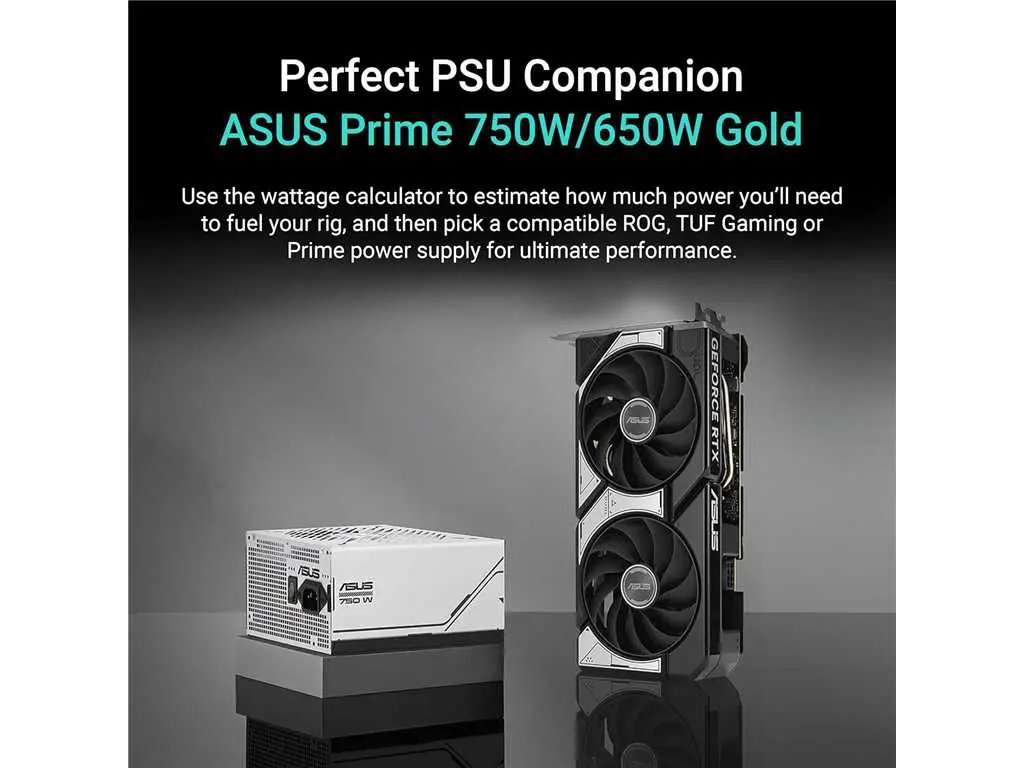 Perfect PSU Companion
ASUS Prime 750W/650W Gold
Use the wattage calculator to estimate how much power you’ll need
to fuel your rig, and then pick a compatible ROG, TUF Gaming or
Prime power supply for ultimate performance.
GEFORCE RTX
ASUS
ASUS
ASUS
ASUS
ASUS
750 W